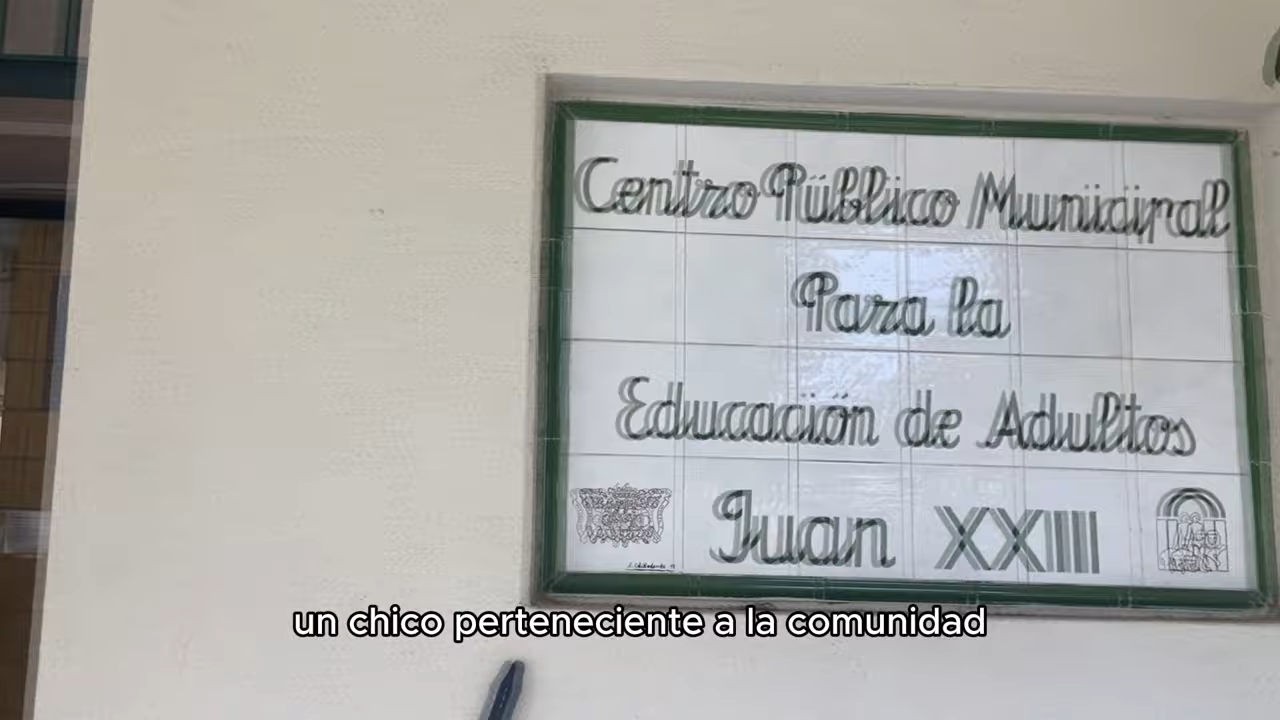 Centro Público Municipal
Para la
Educación de Adultos
Juan XXIII
un chico perteneciente a la comunidad